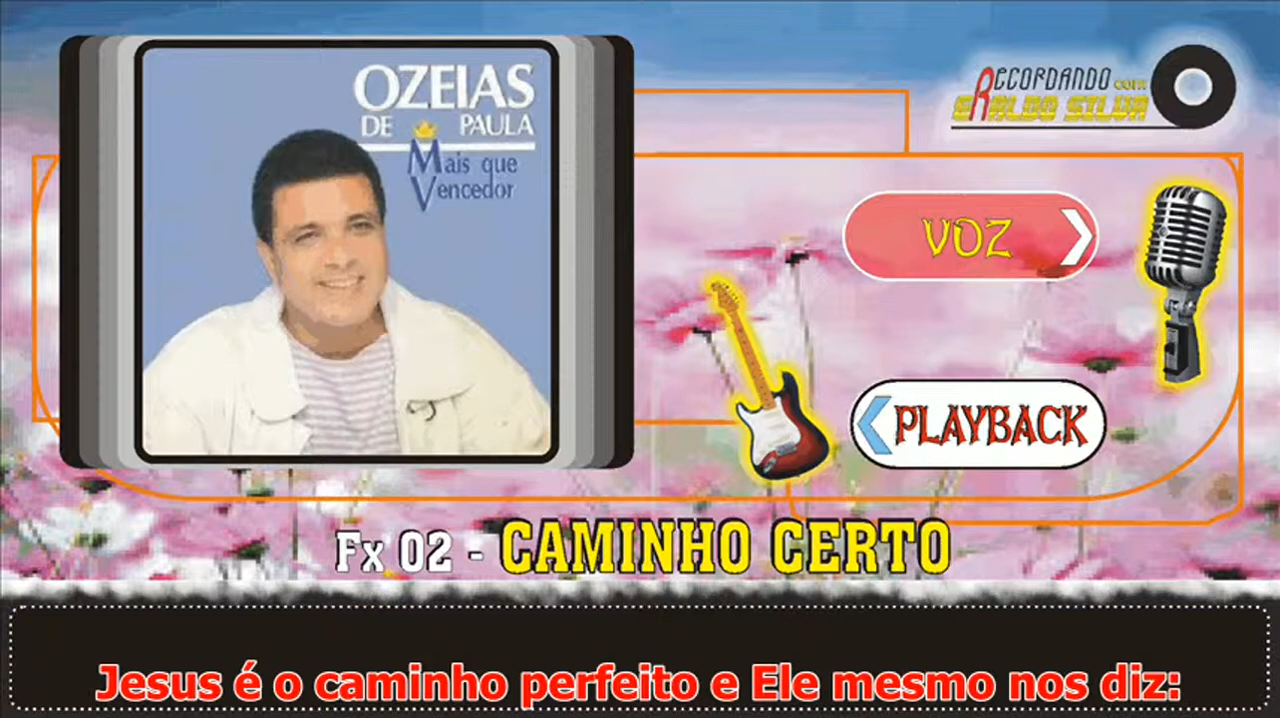 OZEIAS
DE PAULA
Mais que
Vencedor
RECORDANDO com
ERALDO SILVA
VOZ
PLAYBACK
Fx 02 - CAMINHO CERTO
Jesus é o caminho perfeito e Ele mesmo nos diz: